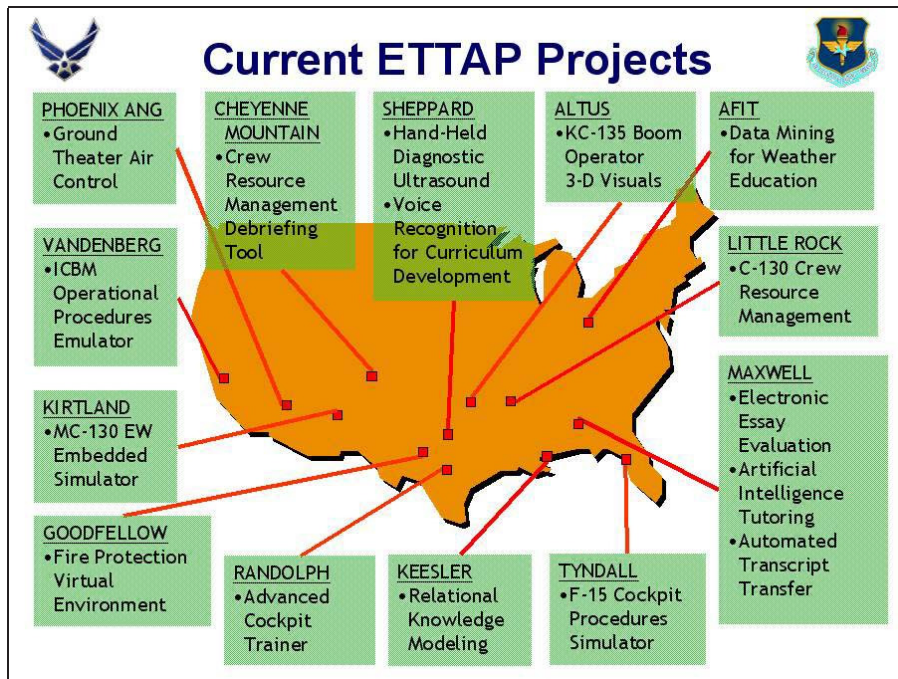 Current ETTAP Projects
PHOENIX ANG
•Ground
Theater Air
Control
CHEYENNE
MOUNTAIN
•Crew
Resource
Management
Debriefing
Tool
SHEPPARD
•Hand-Held
Diagnostic
Ultrasound
•Voice
Recognition
for Curriculum
Development
ALTUS
•KC-135 Boom
Operator
3-D Visuals
AFIT
•Data Mining
for Weather
Education
VANDENBERG
•ICBM
Operational
Procedures
Emulator
LITTLE ROCK
•C-130 Crew
Resource
Management
KIRTLAND
•MC-130 EW
Embedded
Simulator
MAXWELL
•Electronic
Essay
Evaluation
•Artificial
Intelligence
Tutoring
•Automated
Transcript
Transfer
GOODFELLOW
•Fire Protection
Virtual
Environment
RANDOLPH
•Advanced
Cockpit
Trainer
KEESLER
•Relational
Knowledge
Modeling
TYNDALL
•F-15 Cockpit
Procedures
Simulator